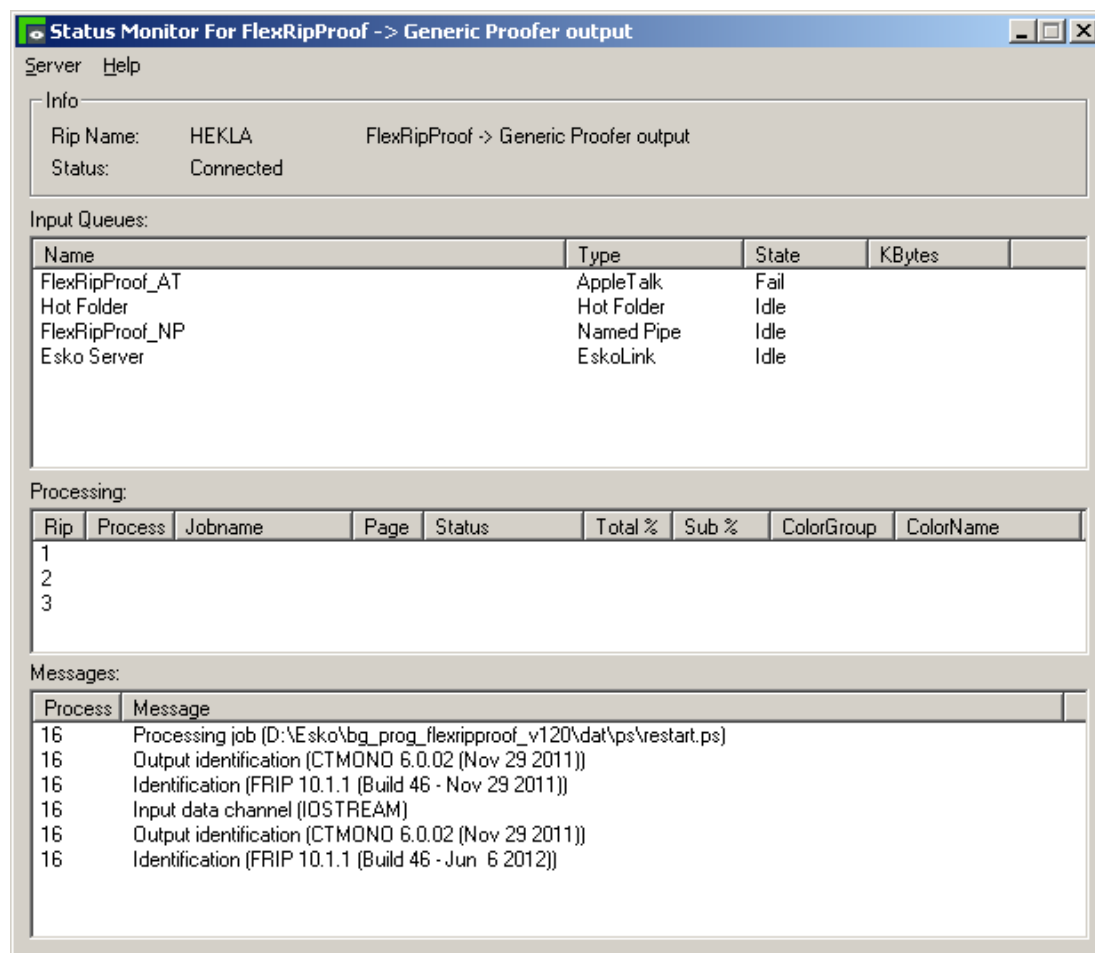 Status Monitor For FlexRipProof -> Generic Proofer output
Server Help
Info
Rip Name: HEKLA FlexRipProof -> Generic Proofer output
Status: Connected
Input Queues:
Name Type State KBytes
FlexRipProof_AT AppleTalk Fail
Hot Folder Hot Folder Idle
FlexRipProof_NP Named Pipe Idle
Esko Server EskoLink Idle
Processing:
Rip Process Jobname Page Status Total % Sub % ColorGroup ColorName
1
2
3
Messages:
Process Message
16 Processing job (D:\Esko\bg_prog_flexripproof_v120\dat\ps\restart.ps)
16 Output identification (CTMONO 6.0.02 (Nov 29 2011))
16 Identification (FRIP 10.1.1 (Build 46 - Nov 29 2011))
16 Input data channel (IOSTREAM)
16 Output identification (CTMONO 6.0.02 (Nov 29 2011))
16 Identification (FRIP 10.1.1 (Build 46 - Jun  6 2012))